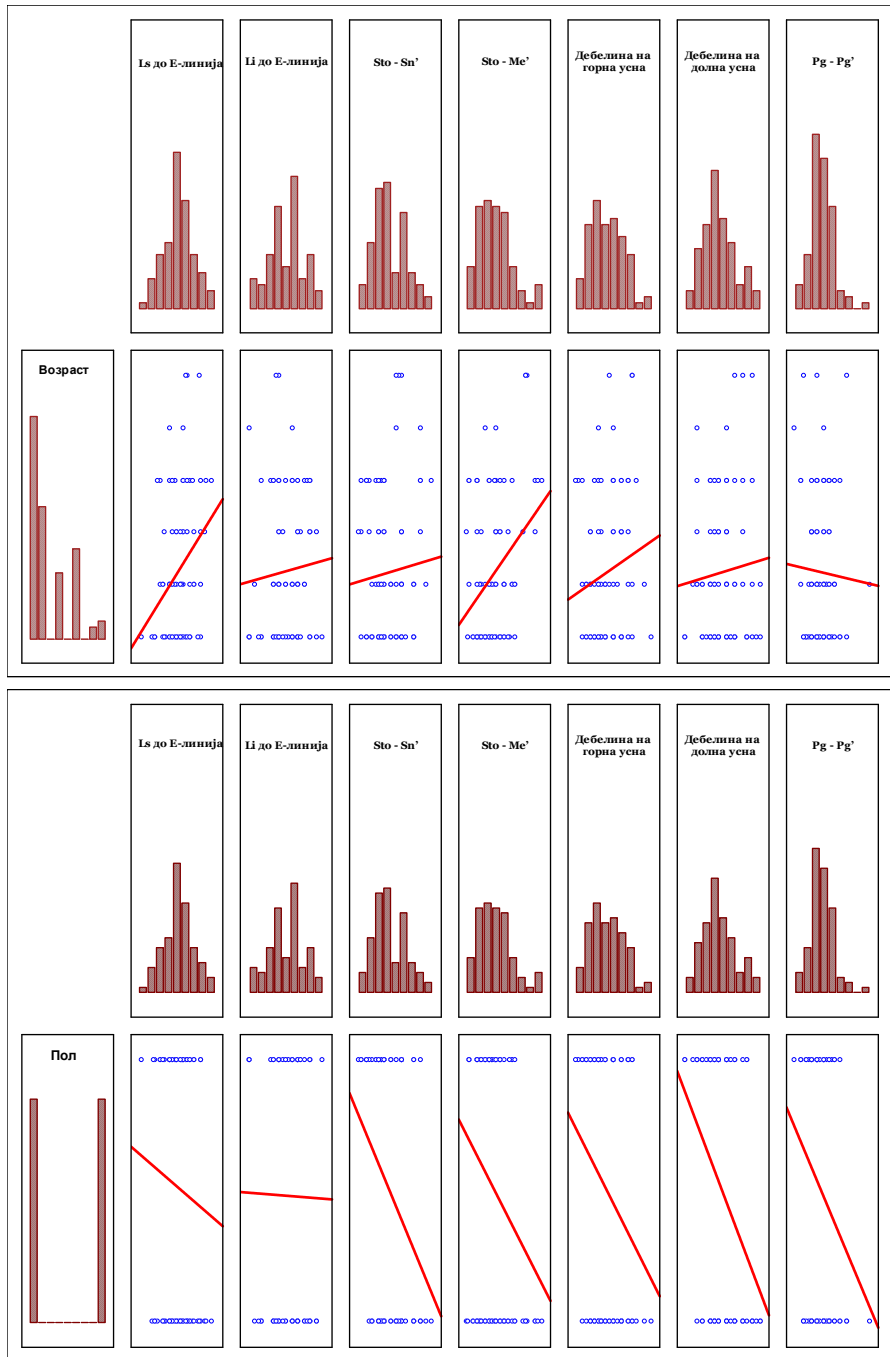 Ls до Е-линија
Li до Е-линија
Sto - Sn’
Sto - Me’
Дебелина на
горна усна
Дебелина на
долна усна
Pg - Pg’
Возраст
Ls до Е-линија
Li до Е-линија
Sto - Sn’
Sto - Me’
Дебелина на
горна усна
Дебелина на
долна усна
Pg - Pg’
Пол